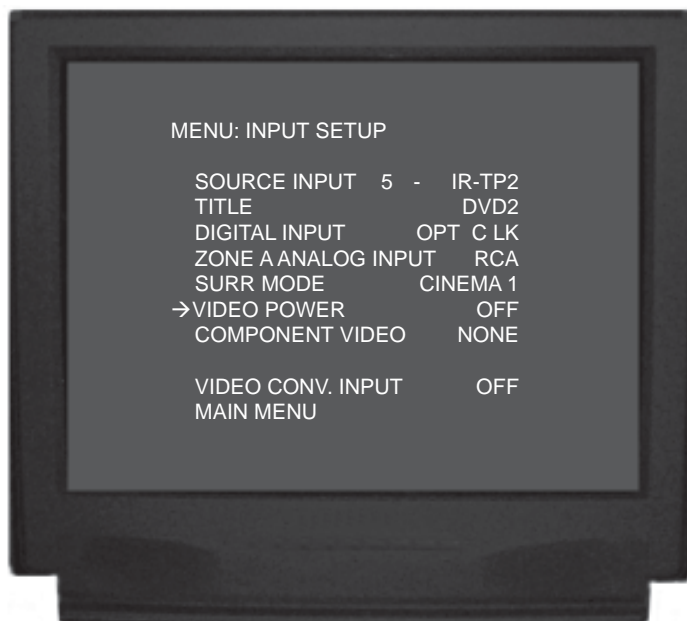 MENU: INPUT SETUP
SOURCE INPUT 5 - IR-TP2
TITLE DVD2
DIGITAL INPUT OPT C LK
ZONE A ANALOG INPUT RCA
SURR MODE CINEMA 1
→VIDEO POWER OFF
COMPONENT VIDEO NONE
VIDEO CONV. INPUT OFF
MAIN MENU